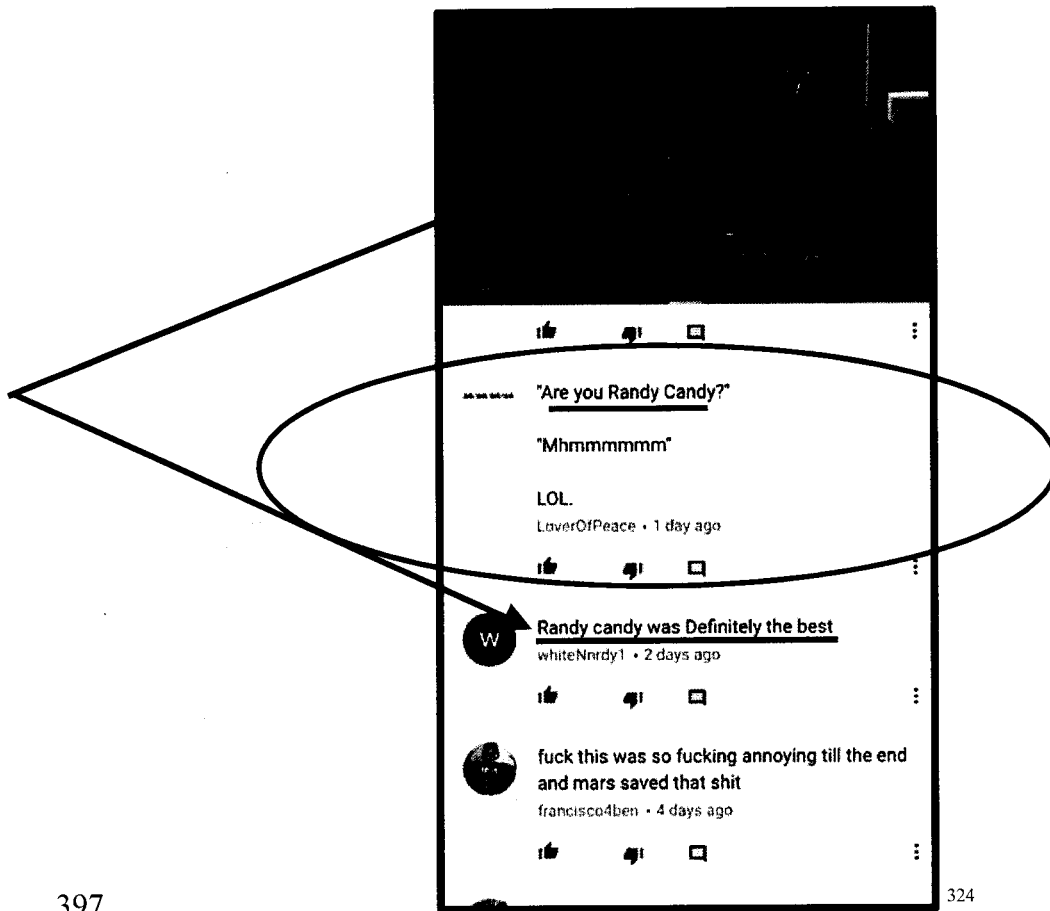 "Are you Randy Candy?"
"Mhmmmmmm"
LOL.
LoverOfPeace • 1 day ago
W
Randy candy was Definitely the best
whiteNnrdy1 • 2 days ago
fuck this was so fucking annoying till the end
and mars saved that shit
francisco4ben • 4 days ago
397
324